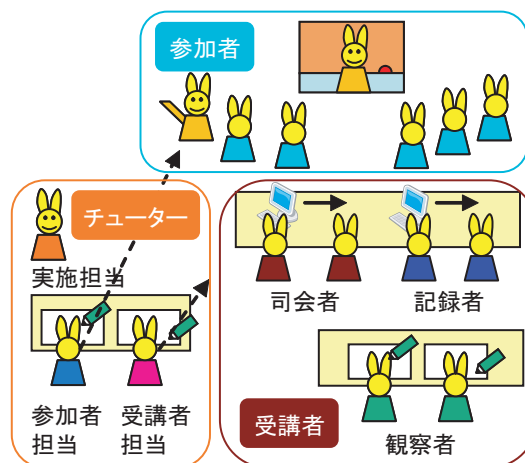 参加者
チューター
実施担当
司会者
記録者
参加者
担当
受講者
担当
受講者
観察者